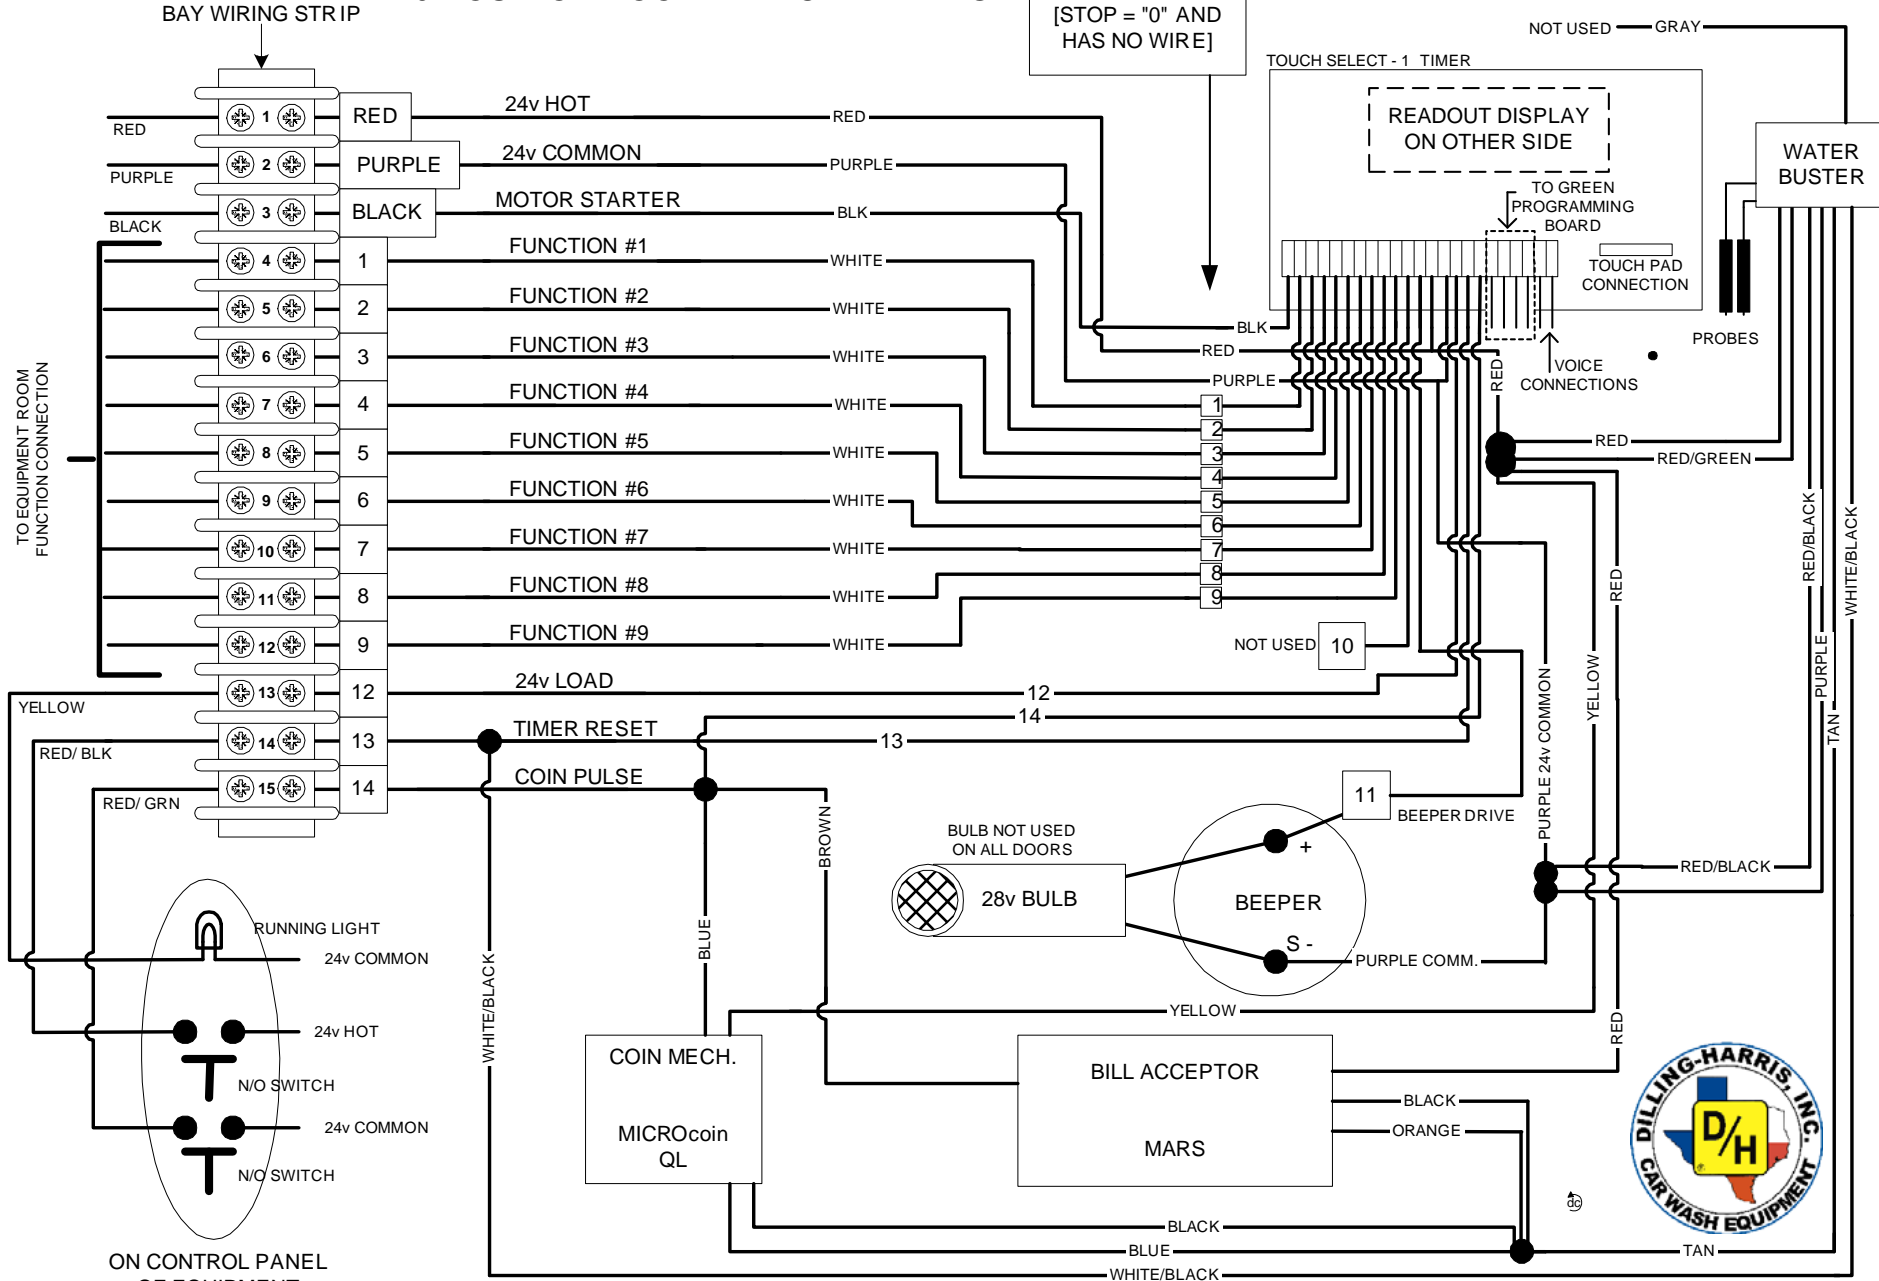 BAY WIRING STRIP
[STOP = "0" AND
HAS NO WIRE]
NOT USED
GRAY
TOUCH SELECT - 1 TIMER
READOUT DISPLAY
ON OTHER SIDE
TO GREEN
PROGRAMMING
BOARD
TOUCH PAD
CONNECTION
WATER
BUSTER
PROBES
VOICE
CONNECTIONS
RED
1
RED
24v HOT
RED
PURPLE
2
PURPLE
24v COMMON
PURPLE
BLACK
3
BLACK
MOTOR STARTER
BLK
4
1
FUNCTION #1
WHITE
5
2
FUNCTION #2
WHITE
6
3
FUNCTION #3
WHITE
7
4
FUNCTION #4
WHITE
8
5
FUNCTION #5
WHITE
9
6
FUNCTION #6
WHITE
10
7
FUNCTION #7
WHITE
11
8
FUNCTION #8
WHITE
12
9
FUNCTION #9
WHITE
TO EQUIPMENT ROOM
FUNCTION CONNECTION
YELLOW
13
12
24v LOAD
12
14
RED/ BLK
14
13
TIMER RESET
13
RED/ GRN
15
14
COIN PULSE
BLK
RED
PURPLE
1
2
3
4
5
6
7
8
9
NOT USED
10
RED
RED
RED/GREEN
RED/BLACK
WHITE/BLACK
RED
PURPLE
YELLOW
PURPLE 24v COMMON
TAN
11
BEEPER DRIVE
BROWN
BULB NOT USED
ON ALL DOORS
28v BULB
+
BEEPER
S -
PURPLE COMM.
RED/BLACK
BLUE
WHITE/BLACK
RUNNING LIGHT
24v COMMON
24v HOT
N/O SWITCH
24v COMMON
N/O SWITCH
ON CONTROL PANEL
OF EQUIPMENT
YELLOW
RED
COIN MECH.
MICROcoin
QL
BILL ACCEPTOR
MARS
BLACK
ORANGE
BLACK
BLUE
TAN
WHITE/BLACK
dc
DILLING-HARRIS, INC.
D/H
®
CAR WASH EQUIPMENT